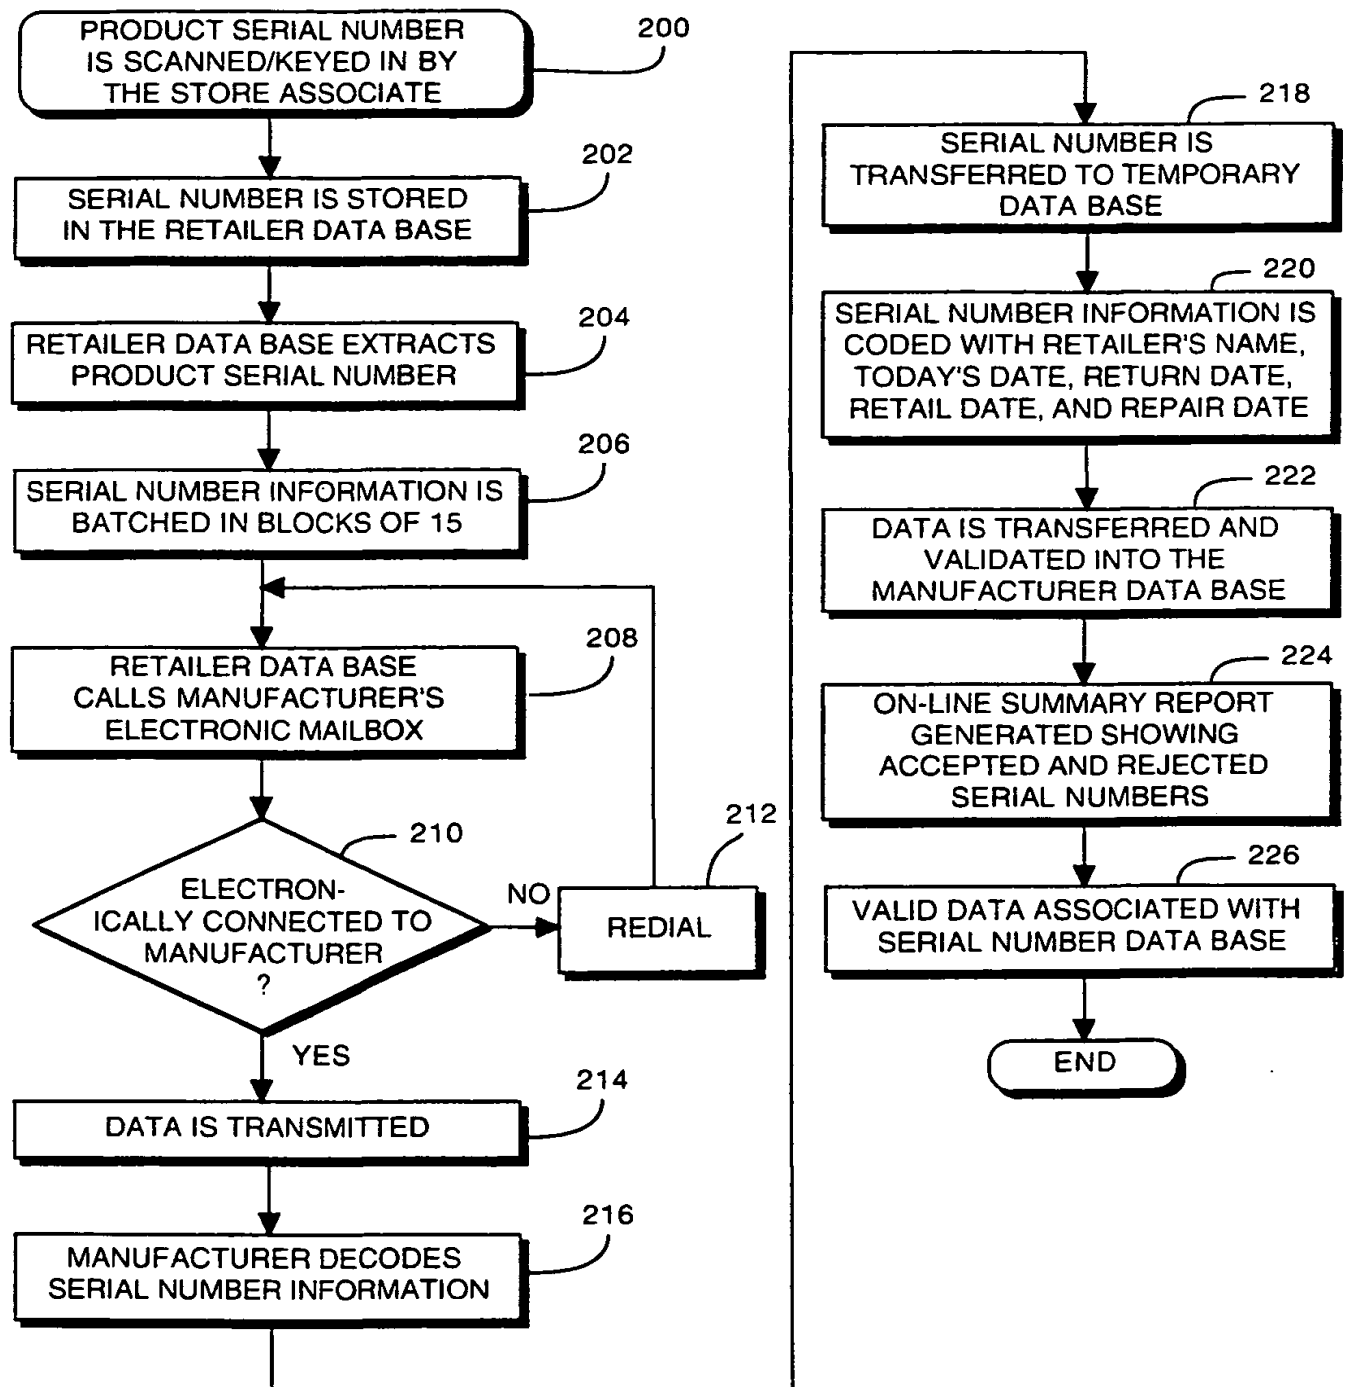 PRODUCT SERIAL NUMBER
IS SCANNED/KEYED IN BY
THE STORE ASSOCIATE
200
SERIAL NUMBER IS STORED
IN THE RETAILER DATA BASE
202
RETAILER DATA BASE EXTRACTS
PRODUCT SERIAL NUMBER
204
SERIAL NUMBER INFORMATION IS
BATCHED IN BLOCKS OF 15
206
RETAILER DATA BASE
CALLS MANUFACTURER'S
ELECTRONIC MAILBOX
208
ELECTRON-
ICALLY CONNECTED TO
MANUFACTURER
?
210
NO
REDIAL
212
YES
DATA IS TRANSMITTED
214
MANUFACTURER DECODES
SERIAL NUMBER INFORMATION
216
SERIAL NUMBER IS
TRANSFERRED TO TEMPORARY
DATA BASE
218
SERIAL NUMBER INFORMATION IS
CODED WITH RETAILER'S NAME,
TODAY'S DATE, RETURN DATE,
RETAIL DATE, AND REPAIR DATE
220
DATA IS TRANSFERRED AND
VALIDATED INTO THE
MANUFACTURER DATA BASE
222
ON-LINE SUMMARY REPORT
GENERATED SHOWING
ACCEPTED AND REJECTED
SERIAL NUMBERS
224
VALID DATA ASSOCIATED WITH
SERIAL NUMBER DATA BASE
226
END